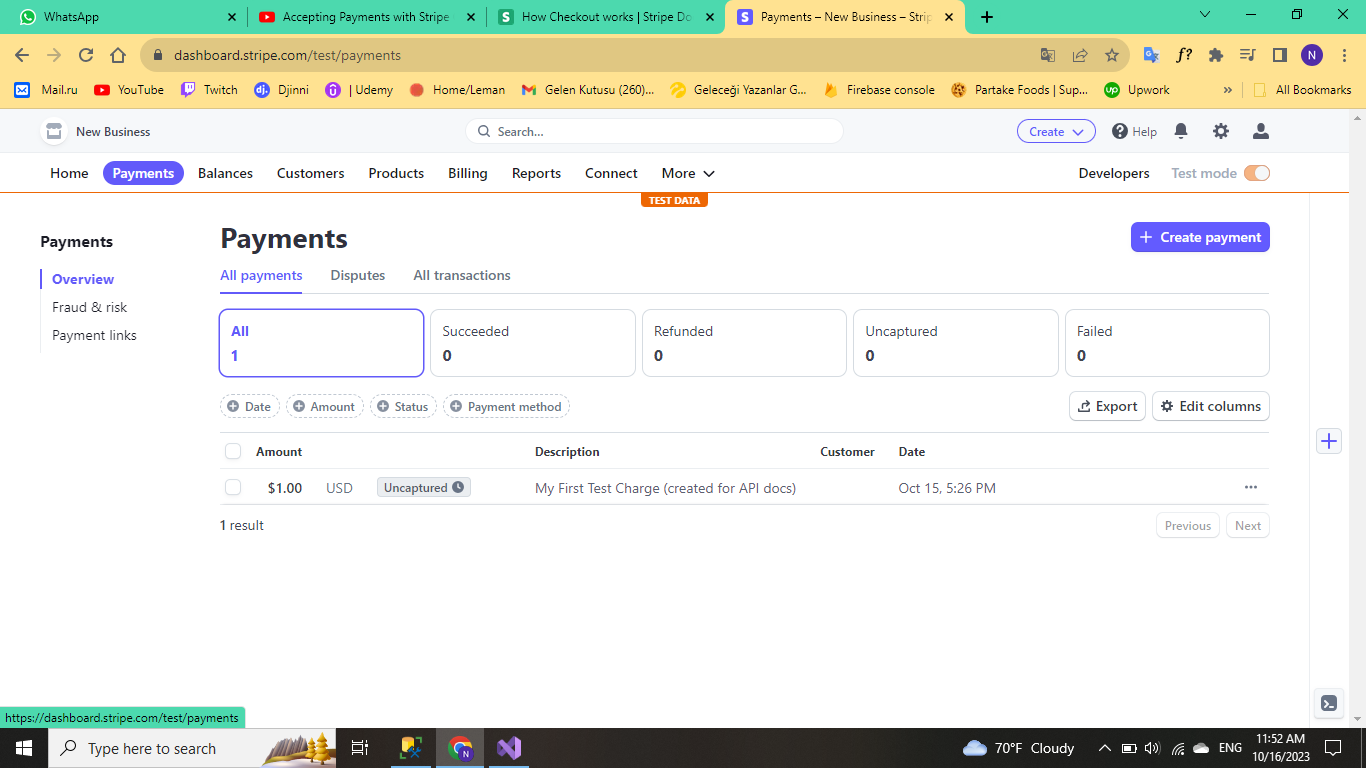 WhatsApp
Accepting Payments with Stripe
How Checkout works | Stripe Do
Payments – New Business – Strip
dashboard.stripe.com/test/payments
f?
N
Mail.ru
YouTube
Twitch
dj. Djinni
| Udemy
Home/Leman
Gelen Kutusu (260)...
Geleceği Yazanlar G...
Firebase console
Partake Foods | Sup...
up Upwork
»
All Bookmarks
New Business
Search...
Create
Help
Home
Payments
Balances
Customers
Products
Billing
Reports
Connect
More
Developers
Test mode
TEST DATA
Payments
Overview
Fraud & risk
Payment links
Payments
Create payment
All payments
Disputes
All transactions
All
1
Succeeded
0
Refunded
0
Uncaptured
0
Failed
0
Date
Amount
Status
Payment method
Export
Edit columns
Amount Description Customer Date
$1.00 USD Uncaptured My First Test Charge (created for API docs) Oct 15, 5:26 PM
1 result
Previous
Next
https://dashboard.stripe.com/test/payments
Type here to search
70°F Cloudy
ENG
11:52 AM
10/16/2023